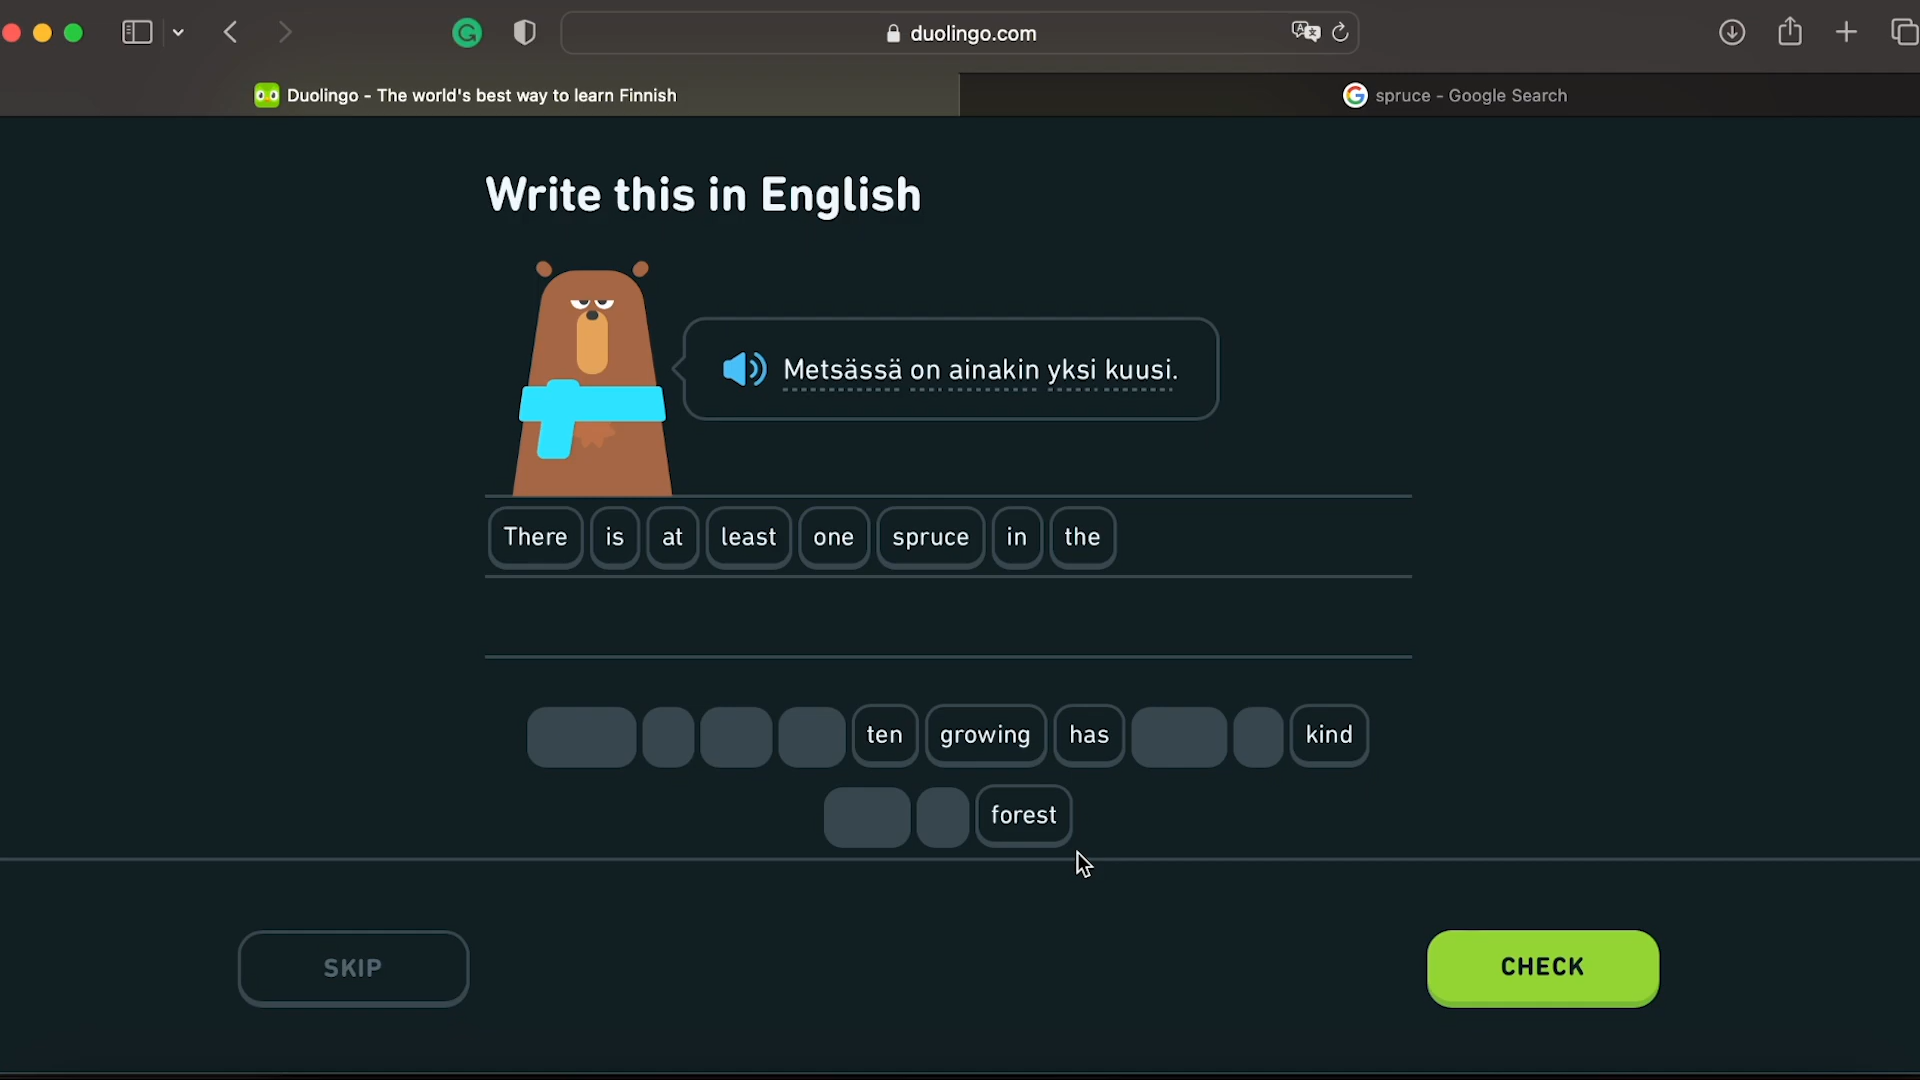 duolingo.com
Duolingo - The world's best way to learn Finnish
spruce - Google Search
Write this in English
Metsässä on ainakin yksi kuusi.
There is at least one spruce in the
ten growing has kind
forest
SKIP
CHECK